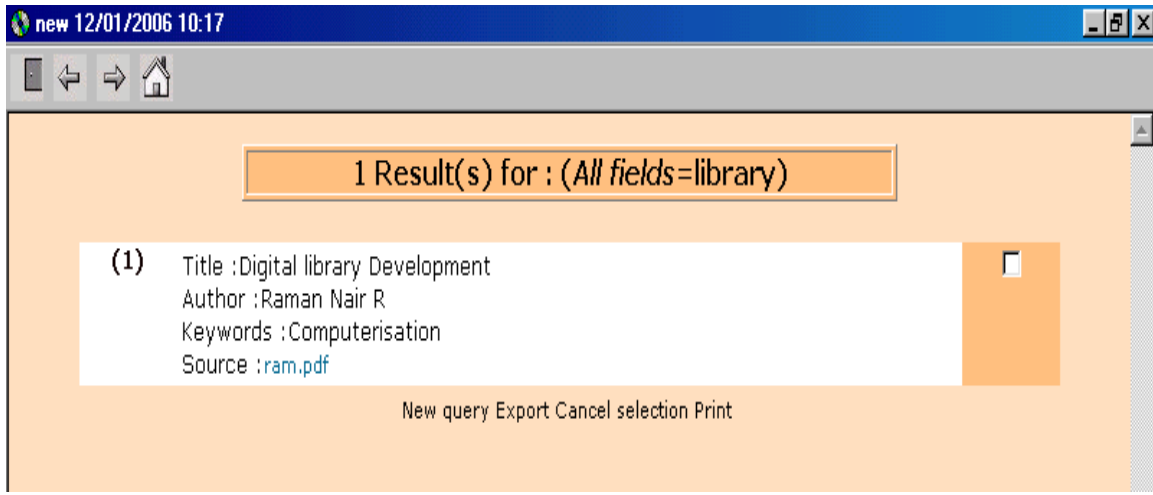 new 12/01/2006 10:17
1 Result(s) for : (All fields=library)
(1) Title :Digital library Development
Author :Raman Nair R
Keywords :Computerisation
Source :ram.pdf
New query Export Cancel selection Print